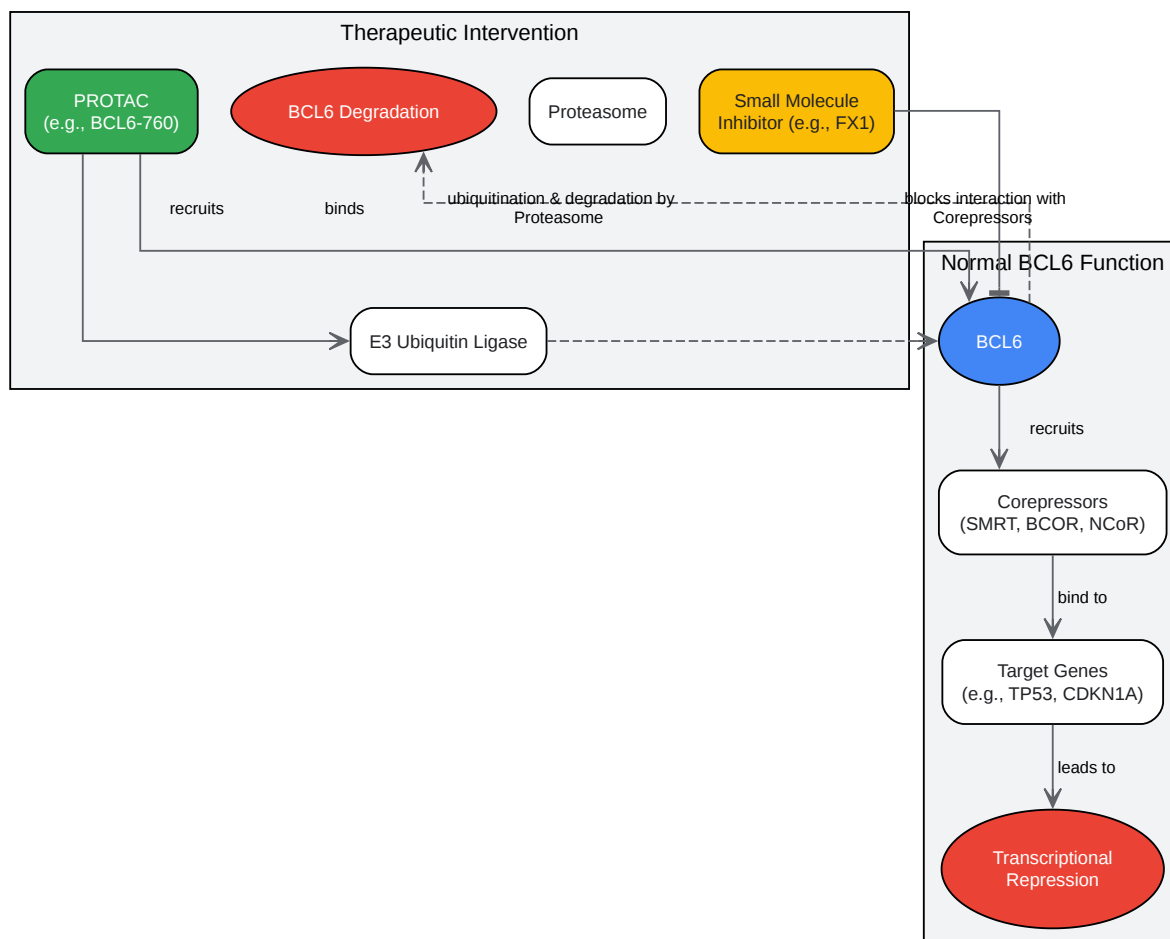 Therapeutic Intervention
PROTAC
(e.g., BCL6-760)
BCL6 Degradation
Proteasome
Small Molecule
Inhibitor (e.g., FX1)
recruits
binds
ubiquitination & degradation by
Proteasome
blocks interaction with
Corepressors
Normal BCL6 Function
E3 Ubiquitin Ligase
BCL6
recruits
Corepressors
(SMRT, BCOR, NCoR)
bind to
Target Genes
(e.g., TP53, CDKN1A)
leads to
Transcriptional
Repression